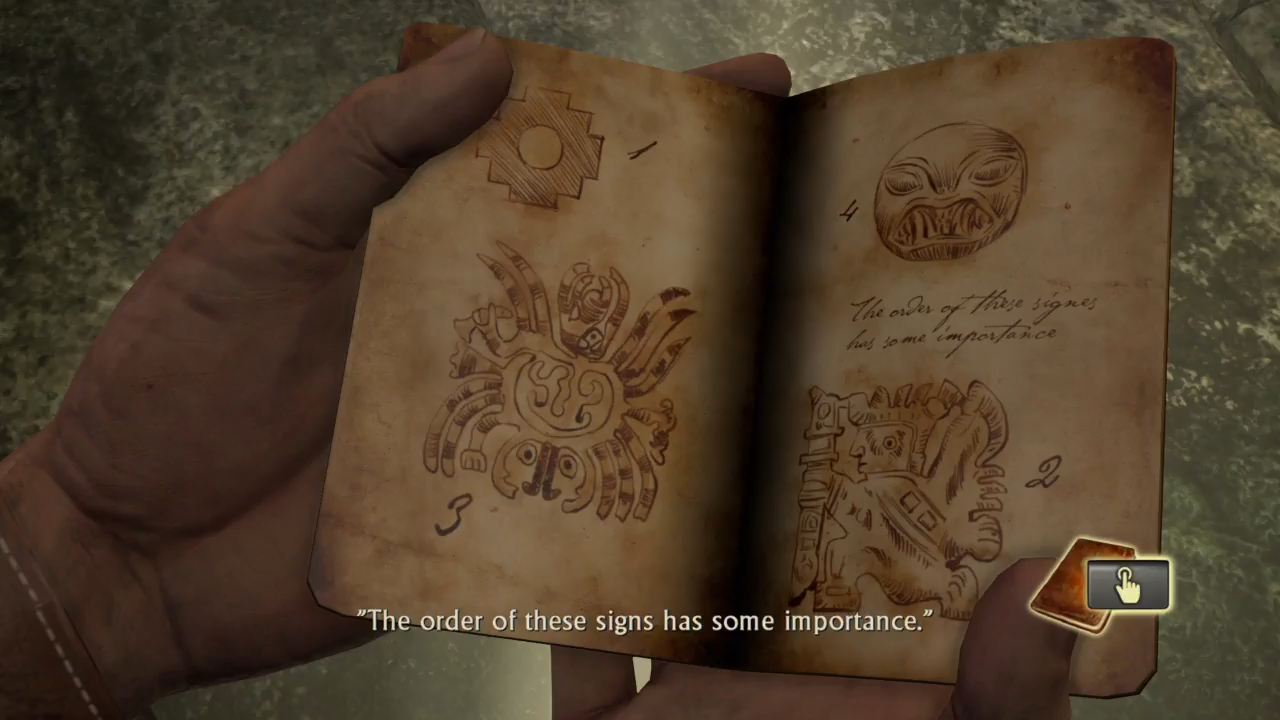 1
3
4
The order of these signes
has some importance
2
"The order of these signs has some importance."